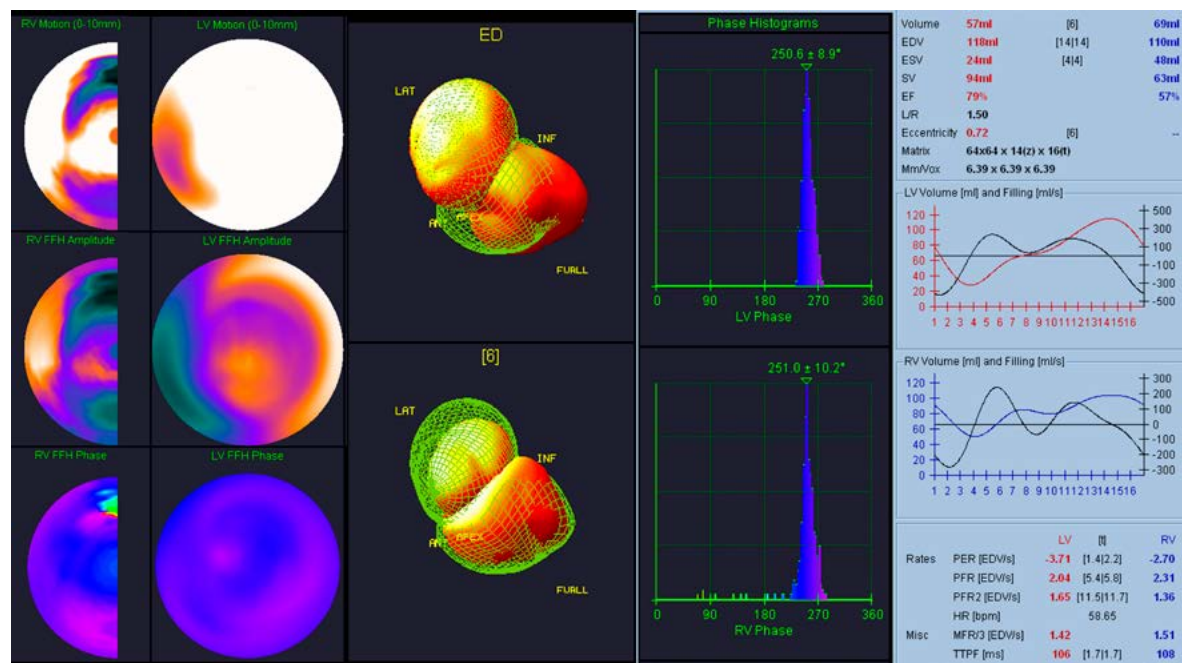 RV Motion (0-10mm)
LV Motion (0-10mm)
RV FFH Amplitude
LV FFH Amplitude
RV FFH Phase
LV FFH Phase
ED
LAT
INF
AN
APEX
FURLL
[6]
LAT
INF
AN
APEX
FURLL
Phase Histograms
250.6 ± 8.9°
0 90 180 270 360
LV Phase
251.0 ± 10.2°
0 90 180 270 360
RV Phase
Volume 57ml [6] 69ml
EDV 118ml [14|14] 110ml
ESV 24ml [4|4] 48ml
SV 94ml 63ml
EF 79% 57%
L/R 1.50
Eccentricity 0.72 [6] --
Matrix 64x64 x 14(z) x 16(t)
Mm/Vox 6.39 x 6.39 x 6.39
LV Volume [ml] and Filling [ml/s]
120 500
100 300
80 100
60 -100
40 -300
20 -500
0
1 2 3 4 5 6 7 8 9 10 11 12 13 14 15 16
RV Volume [ml] and Filling [ml/s]
120 300
100 200
80 100
60 0
40 -100
20 -200
0 -300
1 2 3 4 5 6 7 8 9 10 11 12 13 14 15 16
LV [t] RV
Rates PER [EDV/s] -3.71 [1.4|2.2] -2.70
PFR [EDV/s] 2.04 [5.4|5.8] 2.31
PFR2 [EDV/s] 1.65 [11.5|11.7] 1.36
HR [bpm] 58.65
Misc MFR/3 [EDV/s] 1.42 1.51
TTPF [ms] 106 [1.7|1.7] 108